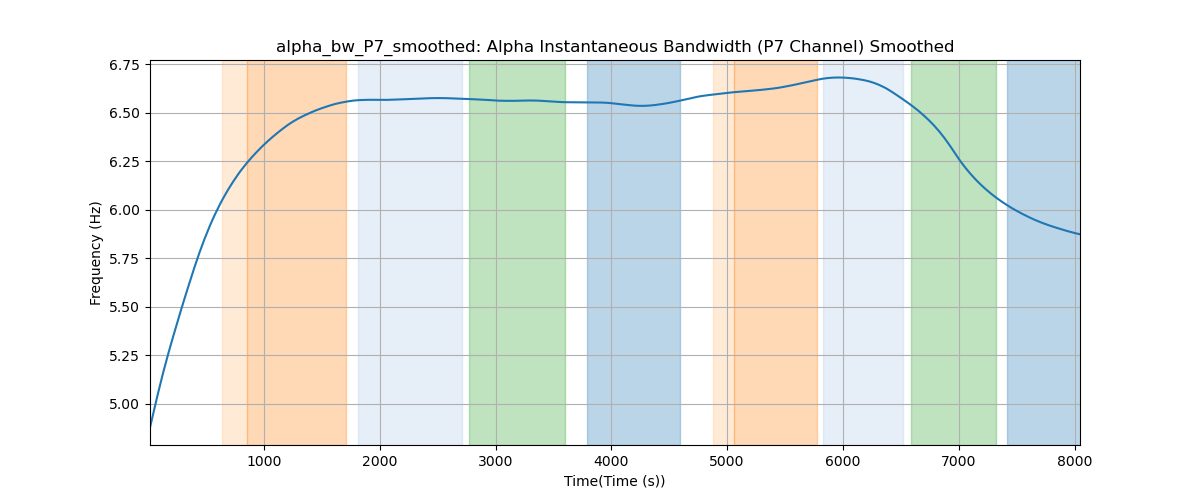 alpha_bw_P7_smoothed: Alpha Instantaneous Bandwidth (P7 Channel) Smoothed
6.75
6.50
6.25
6.00
5.75
5.50
5.25
5.00
Frequency (Hz)
1000 2000 3000 4000 5000 6000 7000 8000
Time(Time (s))